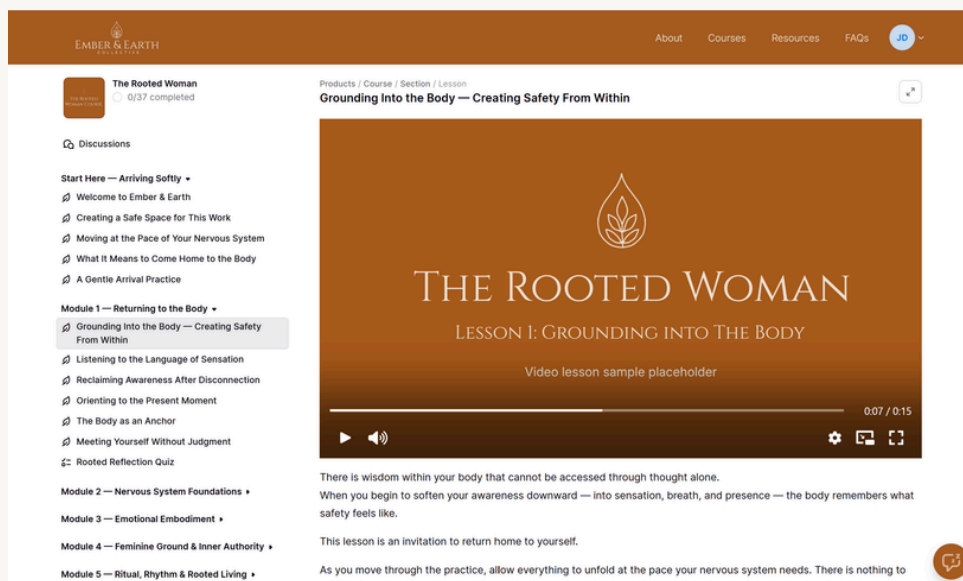 EMBER & EARTH
COLLECTIVE
About
Courses
Resources
FAQs
JD
THE ROOTED
WOMAN COURSE
The Rooted Woman
0/37 completed
Discussions
Start Here — Arriving Softly
Welcome to Ember & Earth
Creating a Safe Space for This Work
Moving at the Pace of Your Nervous System
What It Means to Come Home to the Body
A Gentle Arrival Practice
Module 1 — Returning to the Body
Grounding Into the Body — Creating Safety
From Within
Listening to the Language of Sensation
Reclaiming Awareness After Disconnection
Orienting to the Present Moment
The Body as an Anchor
Meeting Yourself Without Judgment
Rooted Reflection Quiz
Module 2 — Nervous System Foundations
Module 3 — Emotional Embodiment
Module 4 — Feminine Ground & Inner Authority
Module 5 — Ritual, Rhythm & Rooted Living
Products / Course / Section / Lesson
Grounding Into the Body — Creating Safety From Within
THE ROOTED WOMAN
LESSON 1: GROUNDING INTO THE BODY
Video lesson sample placeholder
0:07 / 0:15
There is wisdom within your body that cannot be accessed through thought alone.
When you begin to soften your awareness downward — into sensation, breath, and presence — the body remembers what
safety feels like.
This lesson is an invitation to return home to yourself.
As you move through the practice, allow everything to unfold at the pace your nervous system needs. There is nothing to